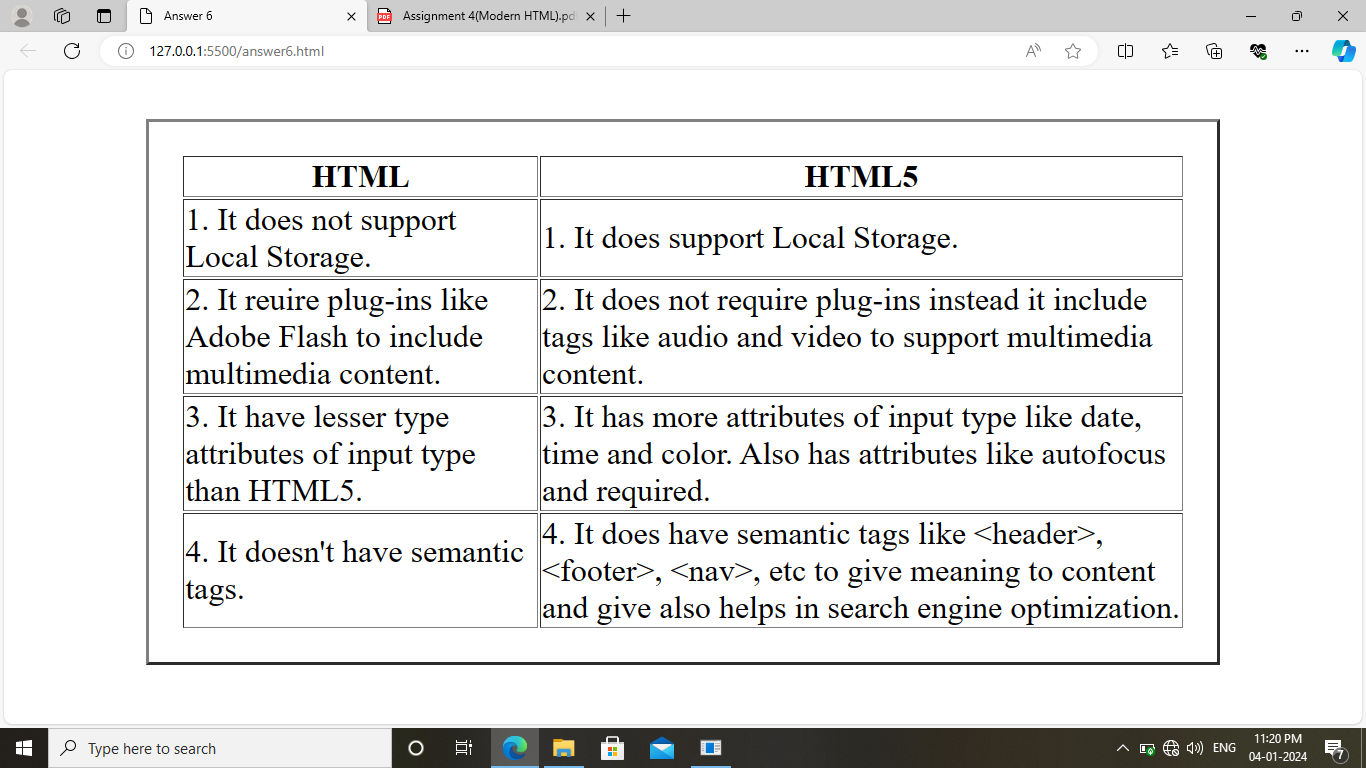 Answer 6
Assignment 4(Modern HTML).pd
127.0.0.1:5500/answer6.html
HTML
HTML5
1. It does not support
Local Storage.
1. It does support Local Storage.
2. It reuire plug-ins like
Adobe Flash to include
multimedia content.
2. It does not require plug-ins instead it include
tags like audio and video to support multimedia
content.
3. It have lesser type
attributes of input type
than HTML5.
3. It has more attributes of input type like date,
time and color. Also has attributes like autofocus
and required.
4. It doesn't have semantic
tags.
4. It does have semantic tags like <header>,
<footer>, <nav>, etc to give meaning to content
and give also helps in search engine optimization.
Type here to search
ENG
11:20 PM
04-01-2024
7